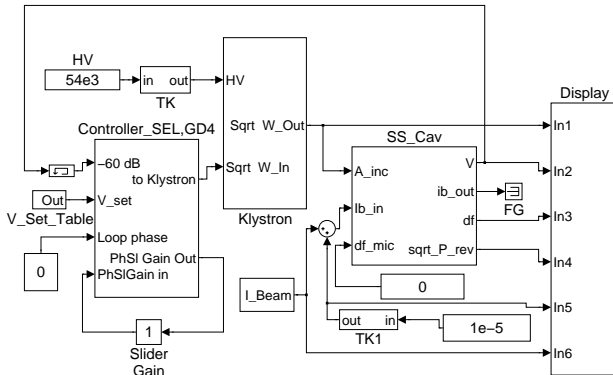 HV
54e3
in out
TK
HV
Sqrt W_Out
Sqrt W_In
Klystron
Controller_SEL,GD4
–60 dB
to Klystron
V_set
Loop phase
PhSl Gain Out
PhSlGain in
Out
V_Set_Table
0
1
Slider
Gain
SS_Cav
V
A_inc
ib_out
Ib_in
df
df_mic
sqrt_P_rev
FG
I_Beam
0
out in
TK1
1e-5
Display
In1
In2
In3
In4
In5
In6